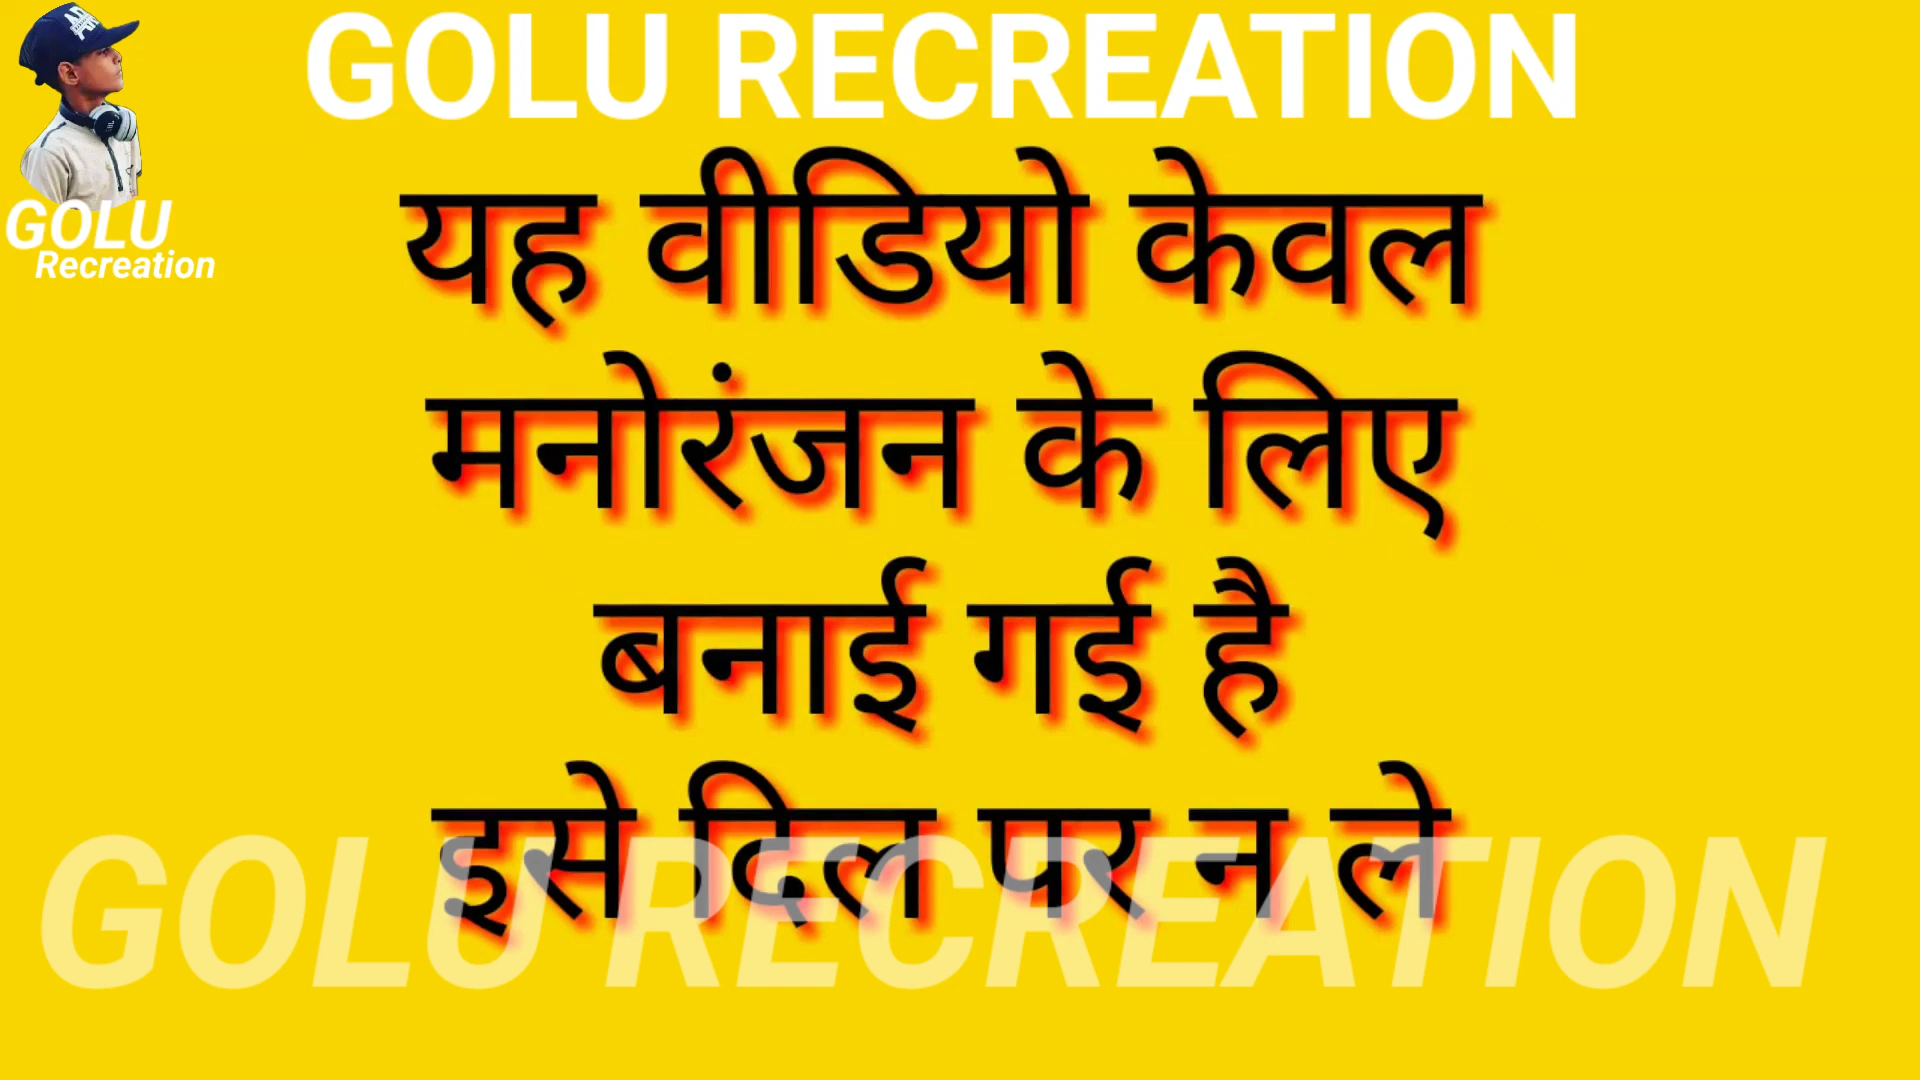 GOLU RECREATION
GOLU
Recreation
यह वीडियो केवल
मनोरंजन के लिए
बनाई गई है
इसे दिल पर न ले
GOLU RECREATION